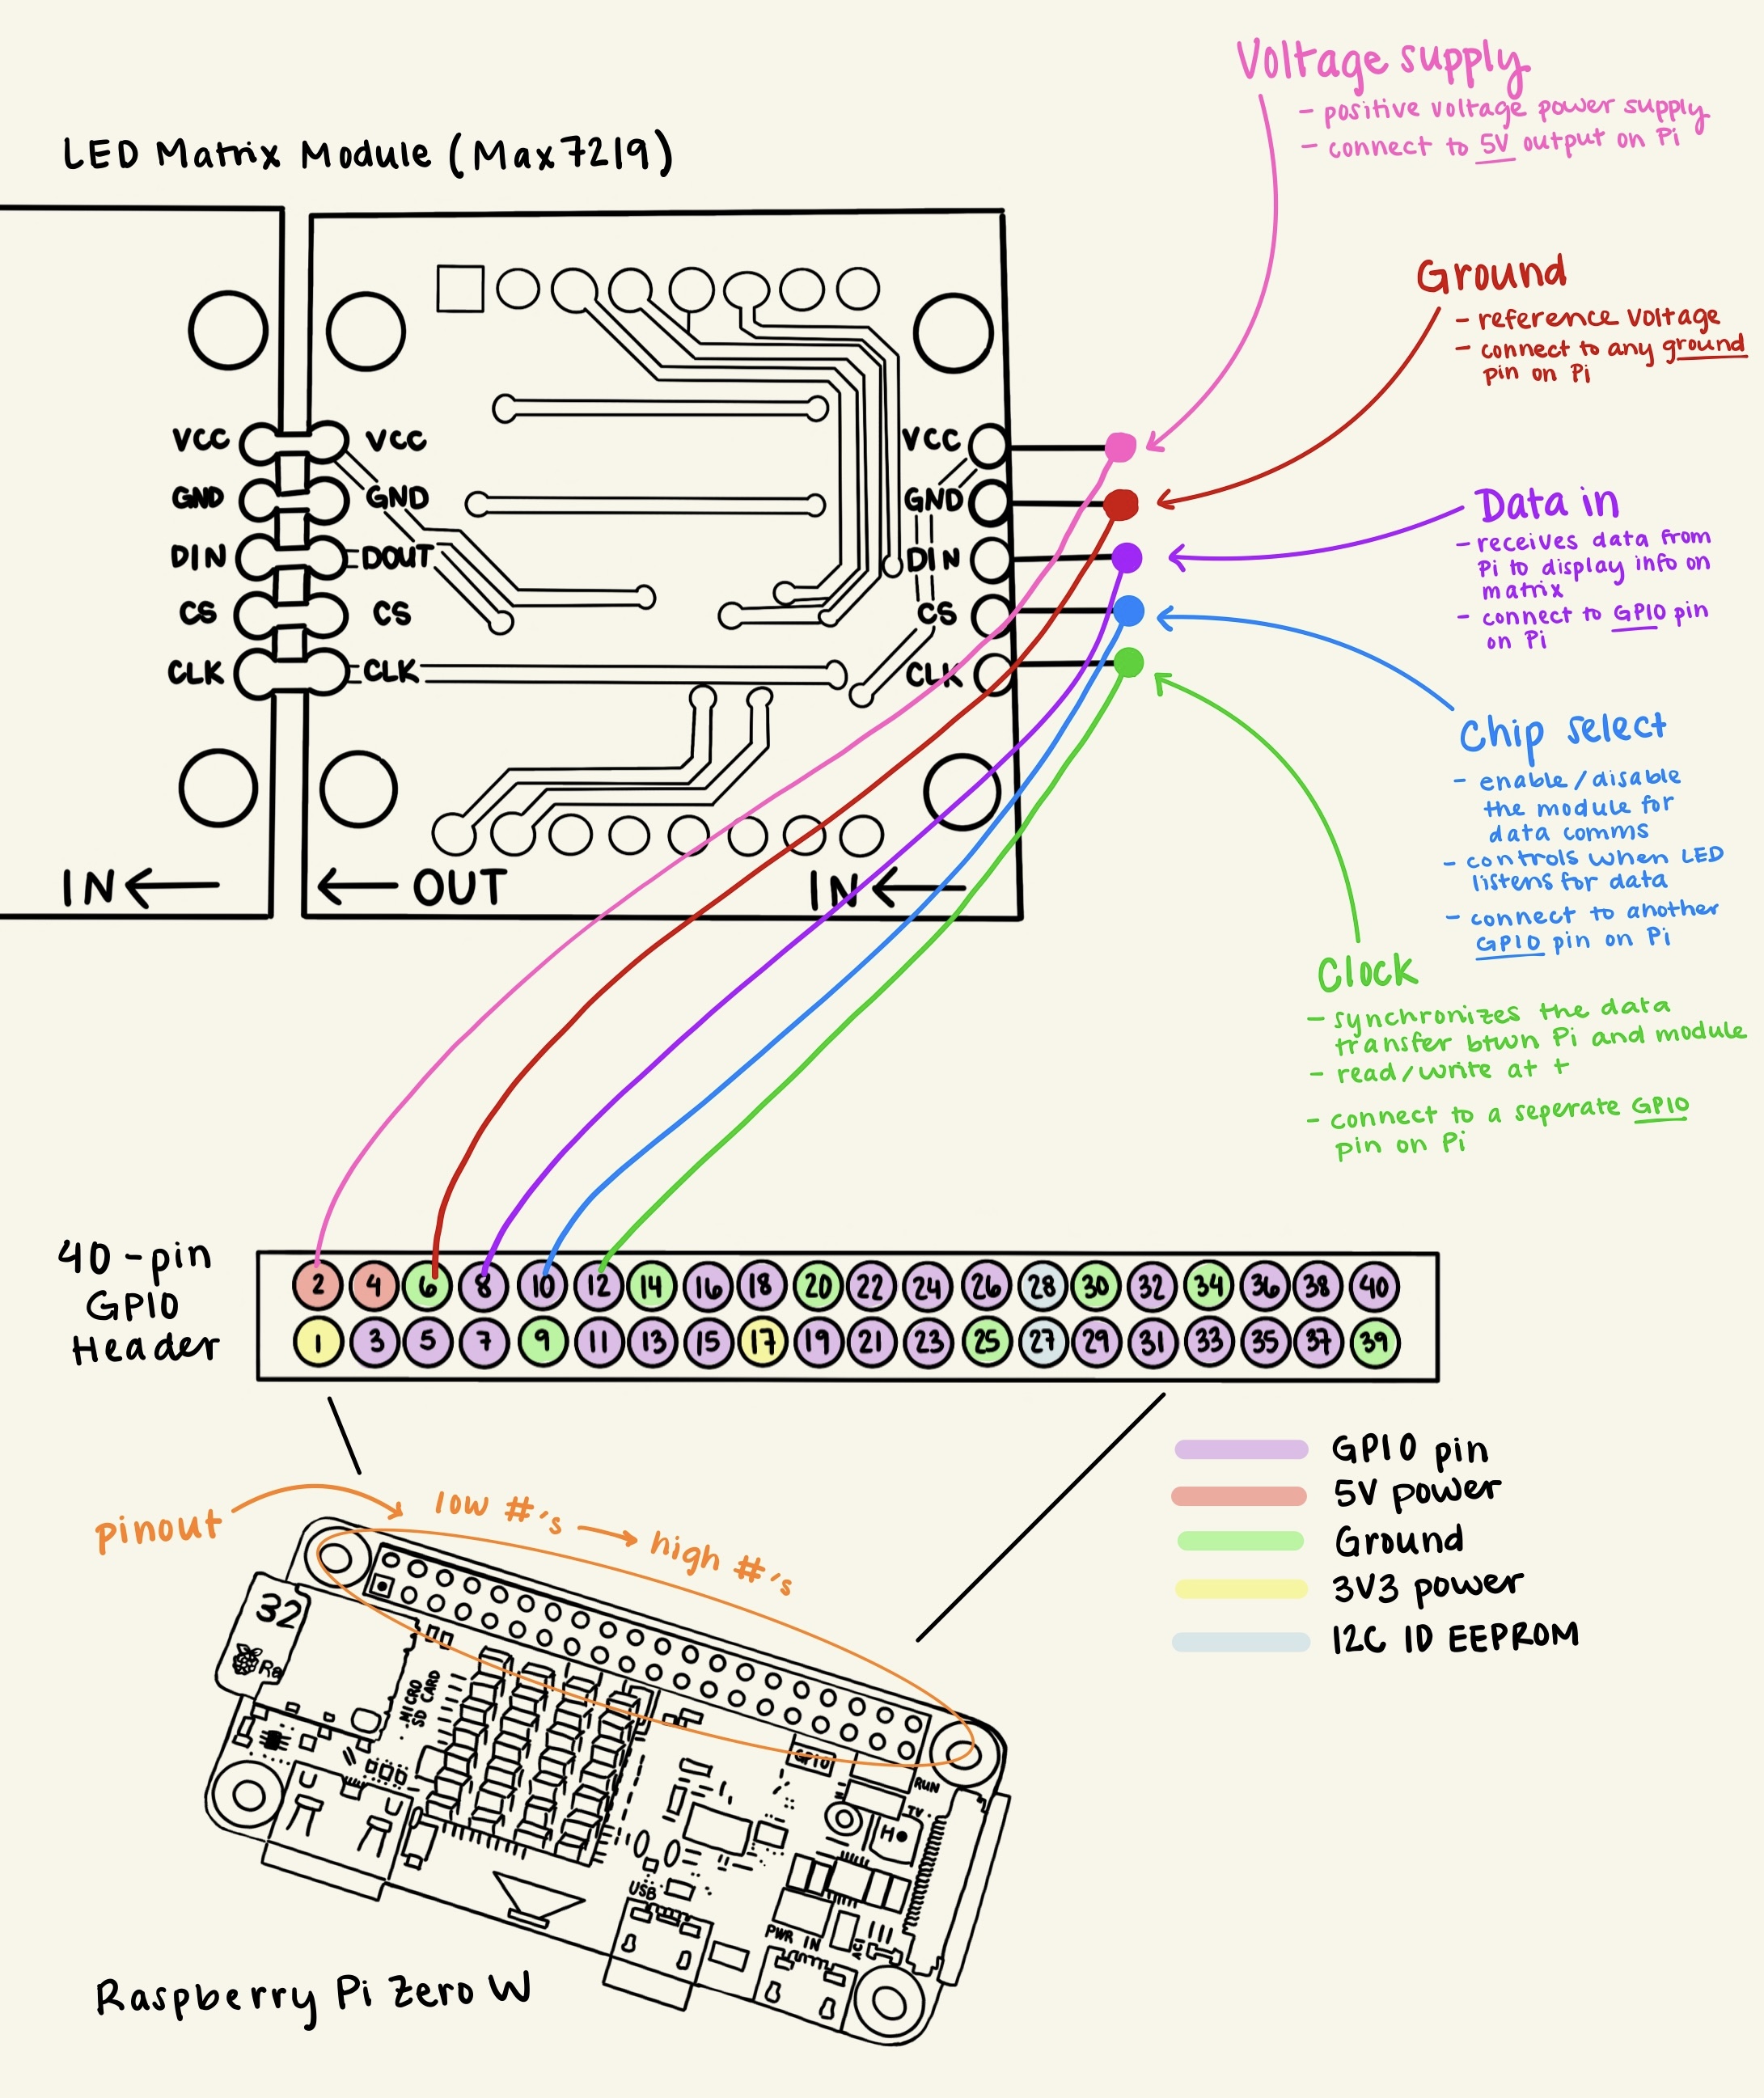 Voltage supply
- positive voltage power supply
- connect to 5V output on Pi
LED Matrix Module (Max7219)
Ground
- reference voltage
- connect to any ground
pin on Pi
VCC
VCC
VCC
GND
GND
GND
DIN
DOUT
DIN
CS
CS
CS
CLK
CLK
CLK
IN
OUT
IN
Data in
- receives data from
Pi to display info on
matrix
- connect to GPIO pin
on Pi
Chip select
- enable/disable
the module for
data comms
- controls when LED
listens for data
- connect to another
GPIO pin on Pi
Clock
- synchronizes the data
transfer btwn Pi and module
- read/write at +
- connect to a seperate GPIO
pin on Pi
40-pin
GPIO
Header
2 4 6 8 10 12 14 16 18 20 22 24 26 28 30 32 34 36 38 40
1 3 5 7 9 11 13 15 17 19 21 23 25 27 29 31 33 35 37 39
GPIO pin
5V power
Ground
3V3 power
I2C ID EEPROM
pinout
low #'s
high #'s
32
MICRO
SD CARD
GPIO
RUN
TV
USB
PWR IN
ACT
Raspberry Pi Zero W